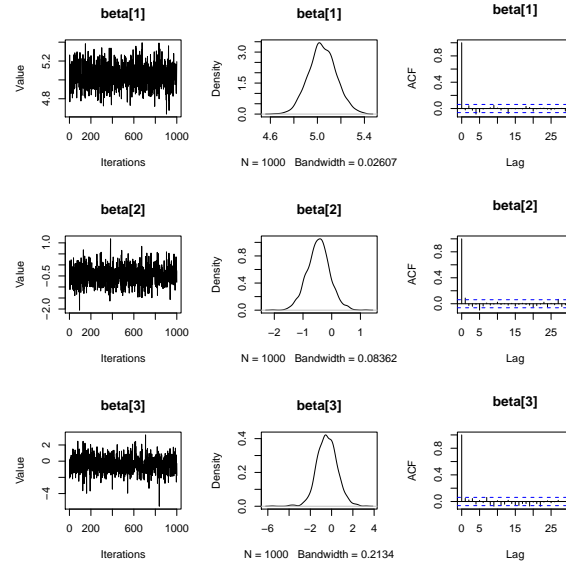 beta[1]
Value
4.8 5.2
0 200 600 1000
Iterations
beta[1]
Density
0.0 1.5 3.0
4.6 5.0 5.4
N = 1000 Bandwidth = 0.02607
beta[1]
ACF
0.0 0.4 0.8
0 5 15 25
Lag
beta[2]
Value
−2.0 −0.5 1.0
0 200 600 1000
Iterations
beta[2]
Density
0.0 0.4 0.8
−2 −1 0 1
N = 1000 Bandwidth = 0.08362
beta[2]
ACF
0.0 0.4 0.8
0 5 15 25
Lag
beta[3]
Value
−4 0 2
0 200 600 1000
Iterations
beta[3]
Density
0.0 0.2 0.4
−6 −2 0 2 4
N = 1000 Bandwidth = 0.2134
beta[3]
ACF
0.0 0.4 0.8
0 5 15 25
Lag